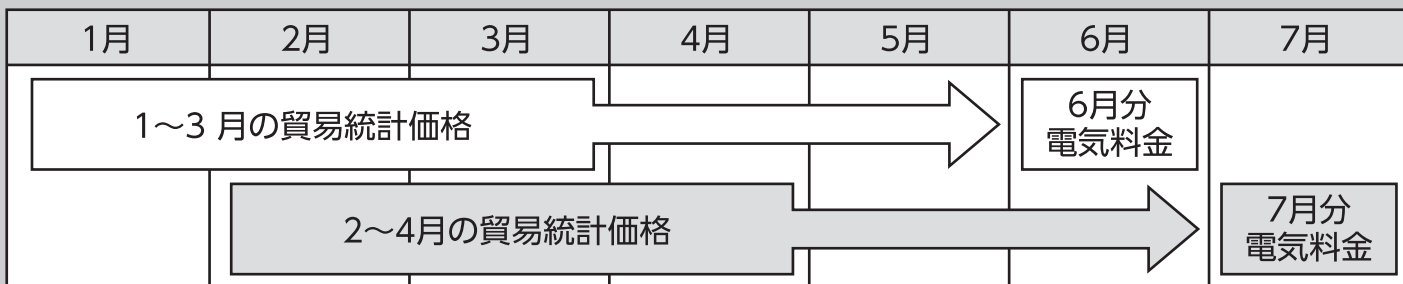 1月 2月 3月 4月 5月 6月 7月
1〜3 月の貿易統計価格
6月分
電気料金
2〜4月の貿易統計価格
7月分
電気料金